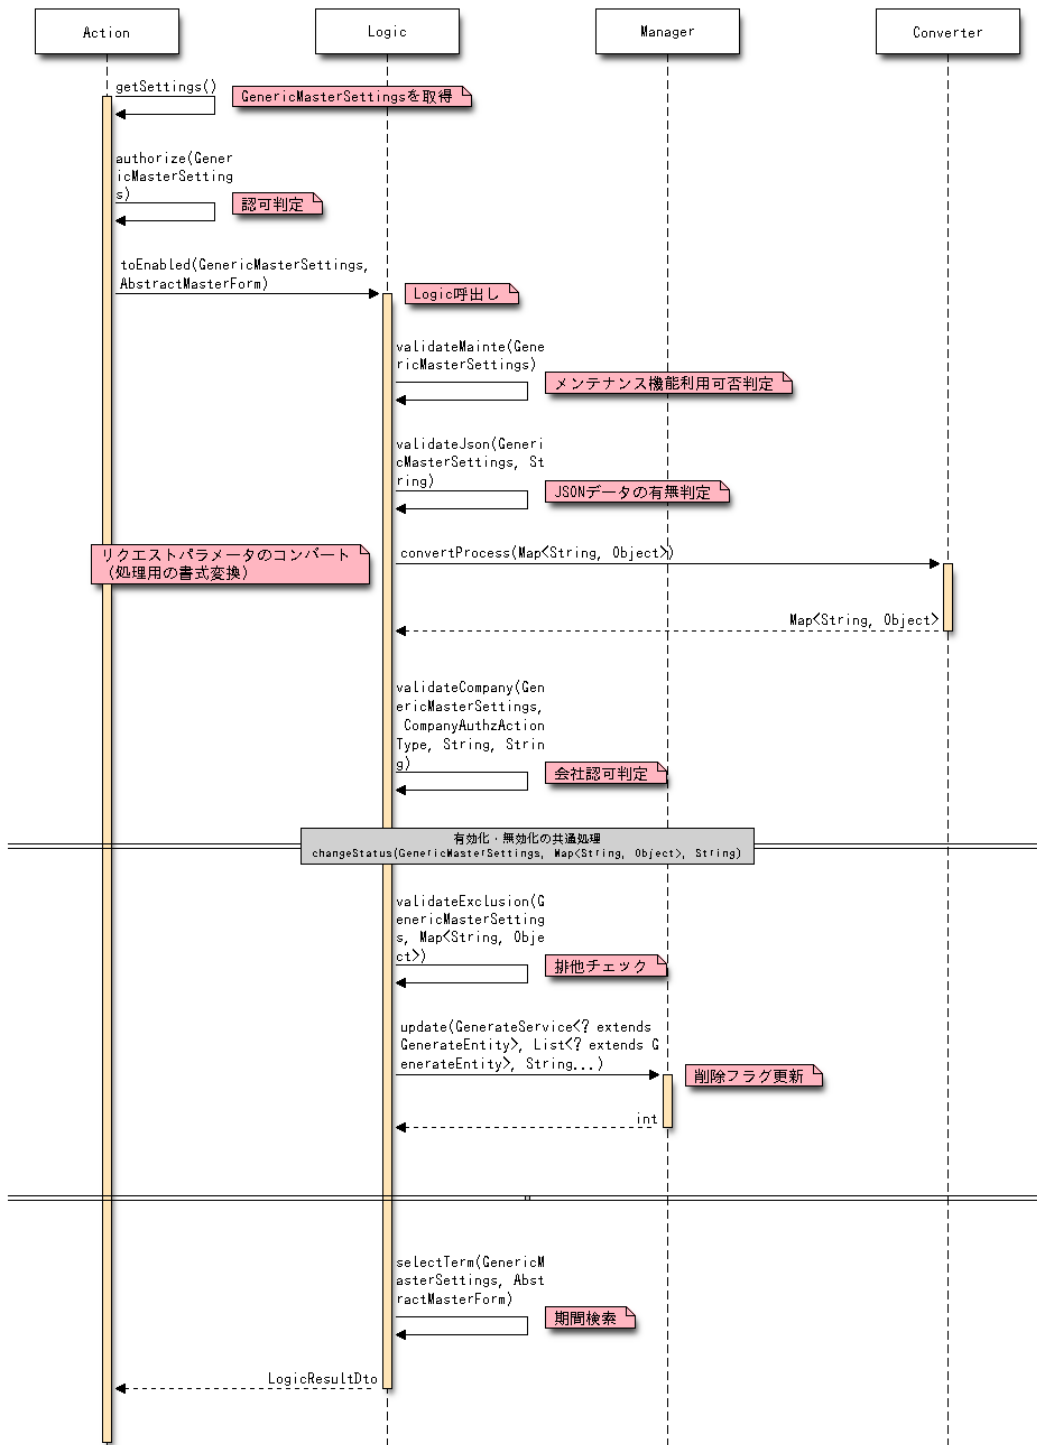 Action
Logic
Manager
Converter
getSettings()
GenericMasterSettingsを取得
authorize(Gener
icMasterSetting
s)
認可判定
toEnabled(GenericMasterSettings,
AbstractMasterForm)
Logic呼出し
validateMainte(Gene
ricMasterSettings)
メンテナンス機能利用可否判定
validateJson(Generi
cMasterSettings, St
ring)
JSONデータの有無判定
リクエストパラメータのコンバート
（処理用の書式変換）
convertProcess(Map<String, Object>)
Map<String, Object>
validateCompany(Gen
ericMasterSettings,
CompanyAuthzAction
Type, String, Strin
g)
会社認可判定
有効化・無効化の共通処理
changeStatus(GenericMasterSettings, Map<String, Object>, String)
validateExclusion(G
enericMasterSetting
s, Map<String, Obje
ct>)
排他チェック
update(GenerateService<? extends
GenerateEntity>, List<? extends G
enerateEntity>, String...)
削除フラグ更新
int
selectTerm(GenericM
asterSettings, Abst
ractMasterForm)
期間検索
LogicResultDto